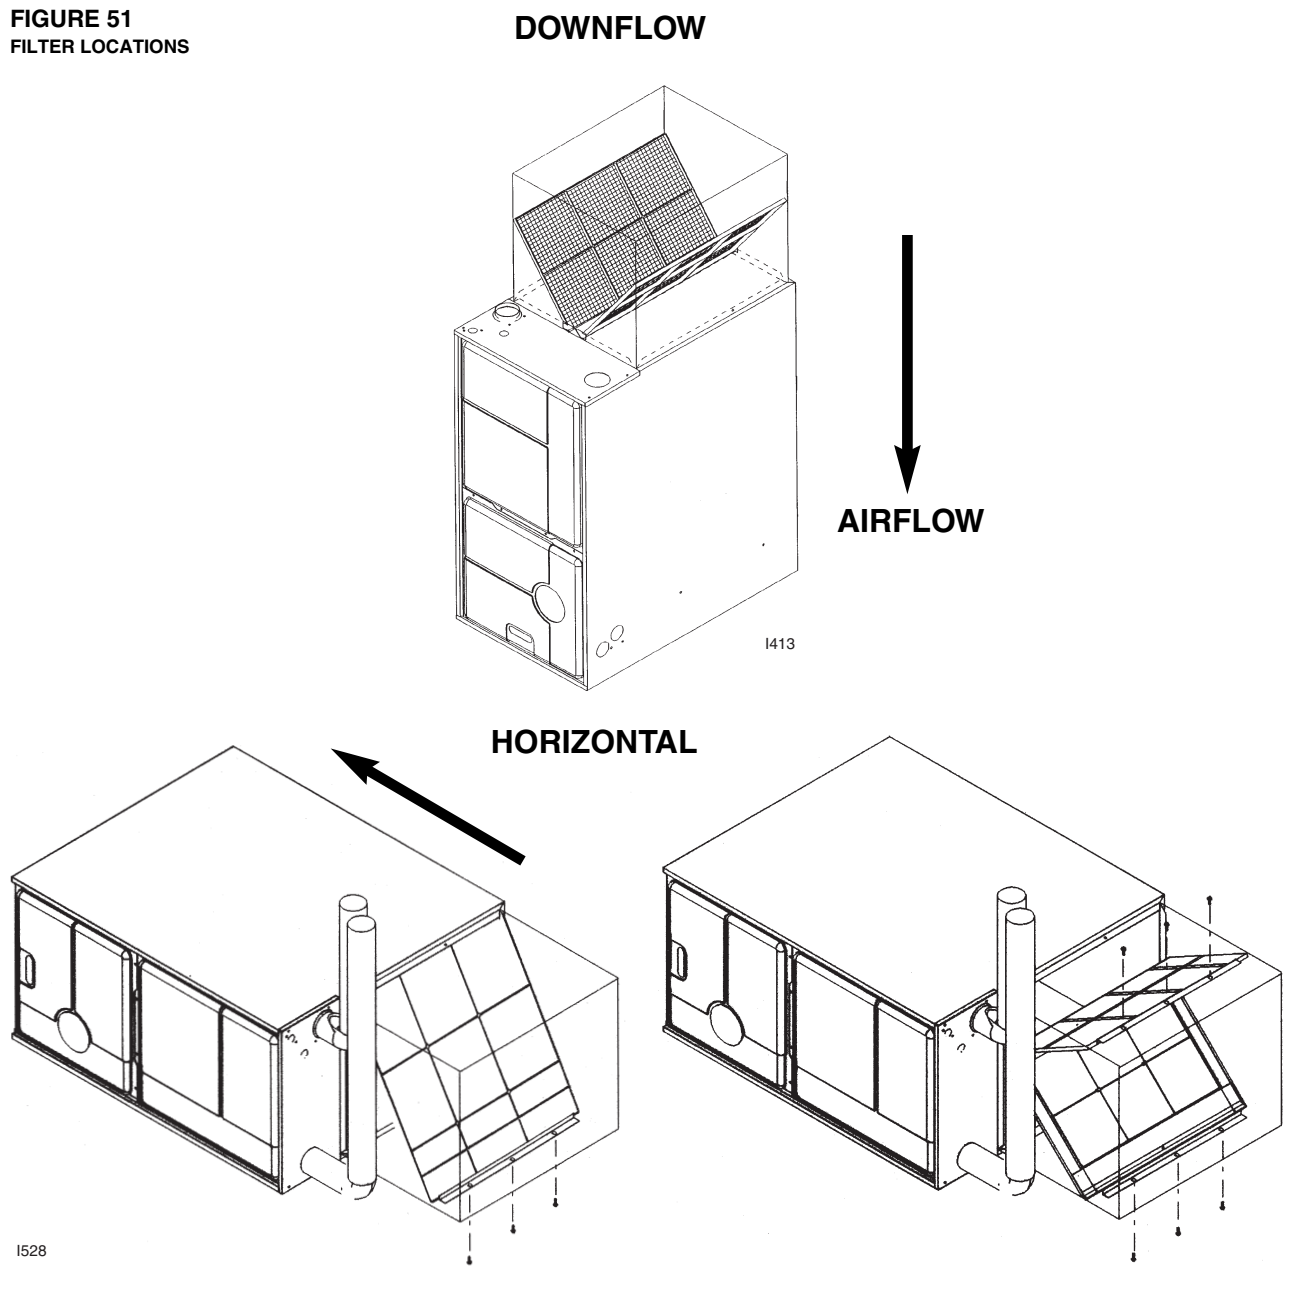 FIGURE 51
FILTER LOCATIONS
DOWNFLOW
AIRFLOW
I413
HORIZONTAL
I528